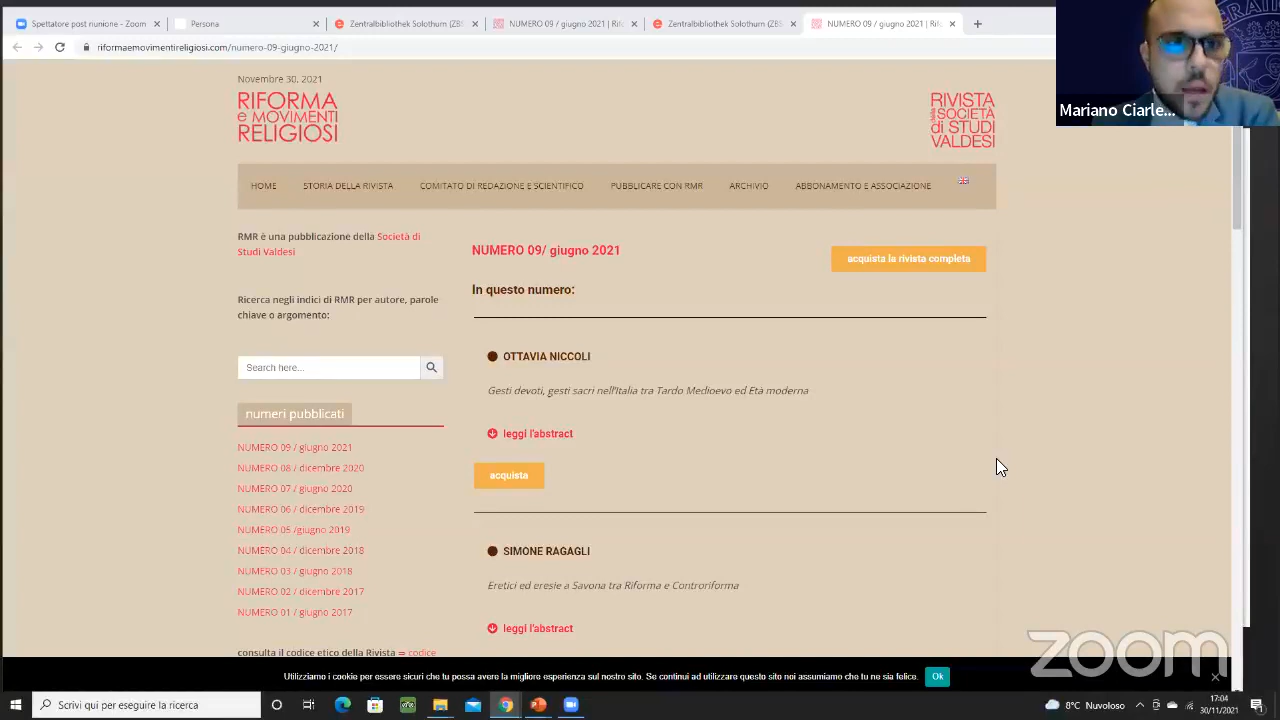 Spettatore post riunione - Zoom
Persona
Zentralbibliothek Solothurn (ZBS
NUMERO 09 / giugno 2021 | Rifo
Zentralbibliothek Solothurn (ZBS
NUMERO 09 / giugno 2021 | Rifo
riformaemovimentireligiosi.com/numero-09-giugno-2021/
Mariano Ciarle...
Novembre 30, 2021
RIFORMA
e MOVIMENTI
RELIGIOSI
RIVISTA
della SOCIETÀ
di STUDI
VALDESI
HOME
STORIA DELLA RIVISTA
COMITATO DI REDAZIONE E SCIENTIFICO
PUBBLICARE CON RMR
ARCHIVIO
ABBONAMENTO E ASSOCIAZIONE
RMR è una pubblicazione della Società di
Studi Valdesi
Ricerca negli indici di RMR per autore, parole
chiave o argomento:
Search here...
numeri pubblicati
NUMERO 09 / giugno 2021
NUMERO 08 / dicembre 2020
NUMERO 07 / giugno 2020
NUMERO 06 / dicembre 2019
NUMERO 05 /giugno 2019
NUMERO 04 / dicembre 2018
NUMERO 03 / giugno 2018
NUMERO 02 / dicembre 2017
NUMERO 01 / giugno 2017
consulta il codice etico della Rivista = codice
NUMERO 09/ giugno 2021
acquista la rivista completa
In questo numero:
OTTAVIA NICCOLI
Gesti devoti, gesti sacri nell'Italia tra Tardo Medioevo ed Età moderna
leggi l'abstract
acquista
SIMONE RAGAGLI
Eretici ed eresie a Savona tra Riforma e Controriforma
leggi l'abstract
zoom
Utilizziamo i cookie per essere sicuri che tu possa avere la migliore esperienza sul nostro sito. Se continui ad utilizzare questo sito noi assumiamo che tu ne sia felice.
Ok
Scrivi qui per eseguire la ricerca
8°C Nuvoloso
17:04
30/11/2021